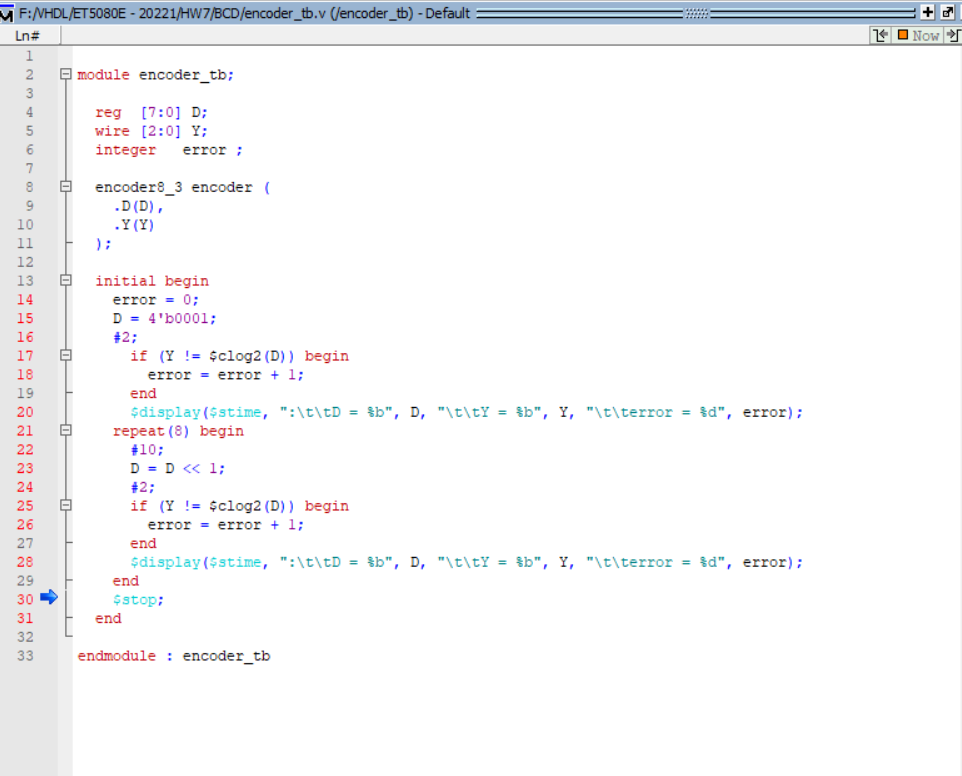 F:/VHDL/ET5080E - 20221/HW7/BCD/encoder_tb.v (/encoder_tb) - Default
Ln#
Now
1
2 module encoder_tb;
3
4 reg [7:0] D;
5 wire [2:0] Y;
6 integer error ;
7
8 encoder8_3 encoder (
9 .D(D),
10 .Y(Y)
11 );
12
13 initial begin
14 error = 0;
15 D = 4'b0001;
16 #2;
17 if (Y != $clog2(D)) begin
18 error = error + 1;
19 end
20 $display($stime, ":\t\tD = %b", D, "\t\tY = %b", Y, "\t\terror = %d", error);
21 repeat(8) begin
22 #10;
23 D = D << 1;
24 #2;
25 if (Y != $clog2(D)) begin
26 error = error + 1;
27 end
28 $display($stime, ":\t\tD = %b", D, "\t\tY = %b", Y, "\t\terror = %d", error);
29 end
30 $stop;
31 end
32
33 endmodule : encoder_tb